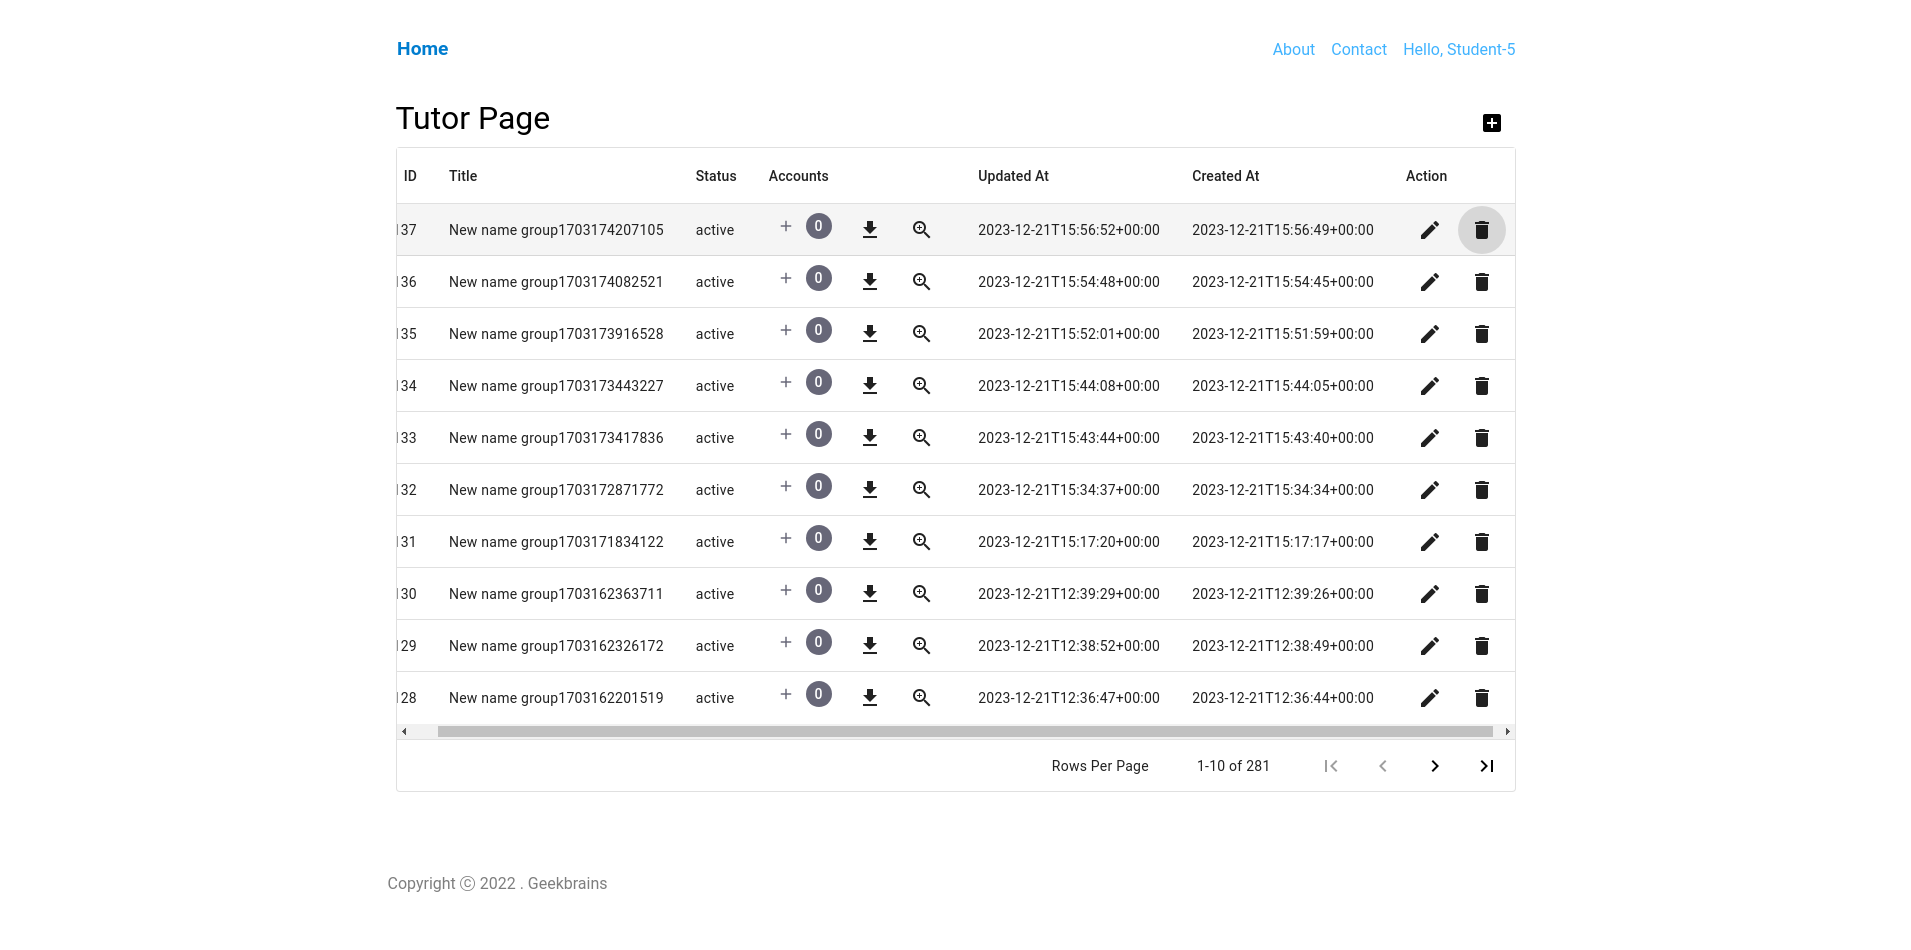 Home About Contact Hello, Student-5
Tutor Page
ID Title Status Accounts Updated At Created At Action
37 New name group1703174207105 active + 0 2023-12-21T15:56:52+00:00 2023-12-21T15:56:49+00:00
36 New name group1703174082521 active + 0 2023-12-21T15:54:48+00:00 2023-12-21T15:54:45+00:00
35 New name group1703173916528 active + 0 2023-12-21T15:52:01+00:00 2023-12-21T15:51:59+00:00
34 New name group1703173443227 active + 0 2023-12-21T15:44:08+00:00 2023-12-21T15:44:05+00:00
33 New name group1703173417836 active + 0 2023-12-21T15:43:44+00:00 2023-12-21T15:43:40+00:00
32 New name group1703172871772 active + 0 2023-12-21T15:34:37+00:00 2023-12-21T15:34:34+00:00
31 New name group1703171834122 active + 0 2023-12-21T15:17:20+00:00 2023-12-21T15:17:17+00:00
30 New name group1703162363711 active + 0 2023-12-21T12:39:29+00:00 2023-12-21T12:39:26+00:00
29 New name group1703162326172 active + 0 2023-12-21T12:38:52+00:00 2023-12-21T12:38:49+00:00
28 New name group1703162201519 active + 0 2023-12-21T12:36:47+00:00 2023-12-21T12:36:44+00:00
Rows Per Page 1-10 of 281
Copyright ⓒ 2022 . Geekbrains